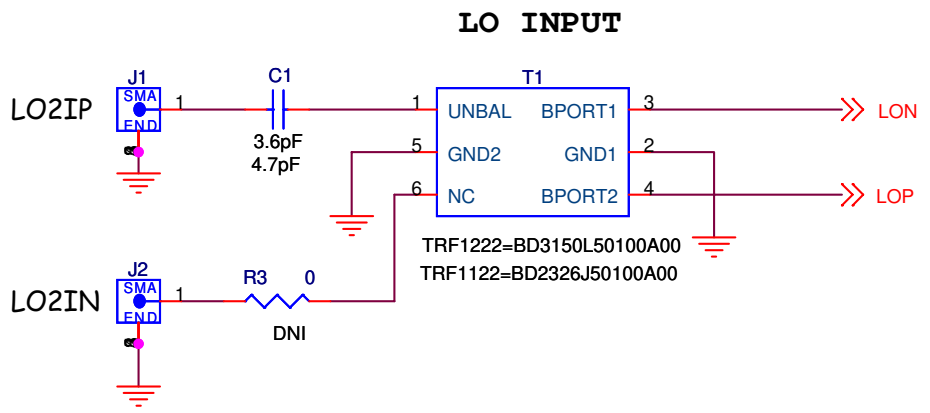 LO INPUT
J1
C1
T1
LO2IP
SMA
END
1
1
UNBAL
BPORT1
3
LON
3.6pF
4.7pF
5
GND2
GND1
2
6
NC
BPORT2
4
LOP
TRF1222=BD3150L50100A00
TRF1122=BD2326J50100A00
J2
R3
0
LO2IN
SMA
END
1
DNI